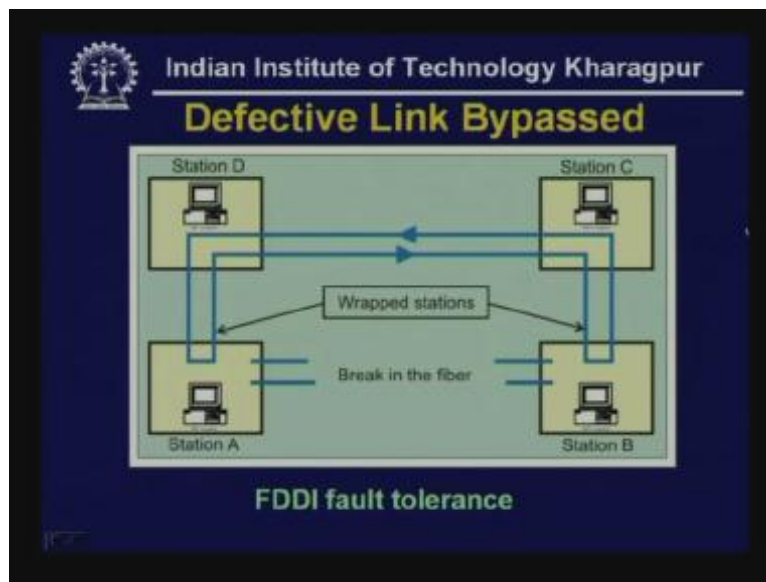 Indian Institute of Technology Kharagpur
Defective Link Bypassed
Station D
Station C
Wrapped stations
Break in the fiber
Station A
Station B
FDDI fault tolerance